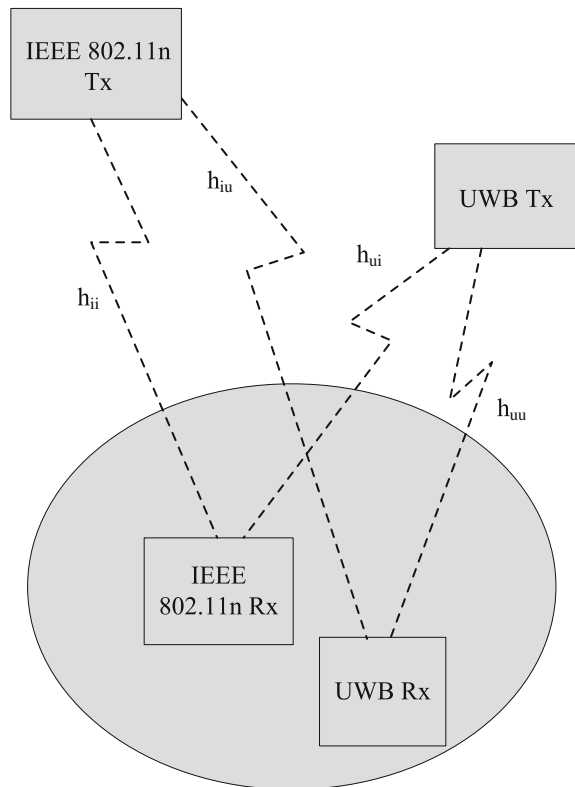 IEEE 802.11n
Tx
h_iu
UWB Tx
h_ui
h_ii
h_uu
IEEE
802.11n Rx
UWB Rx